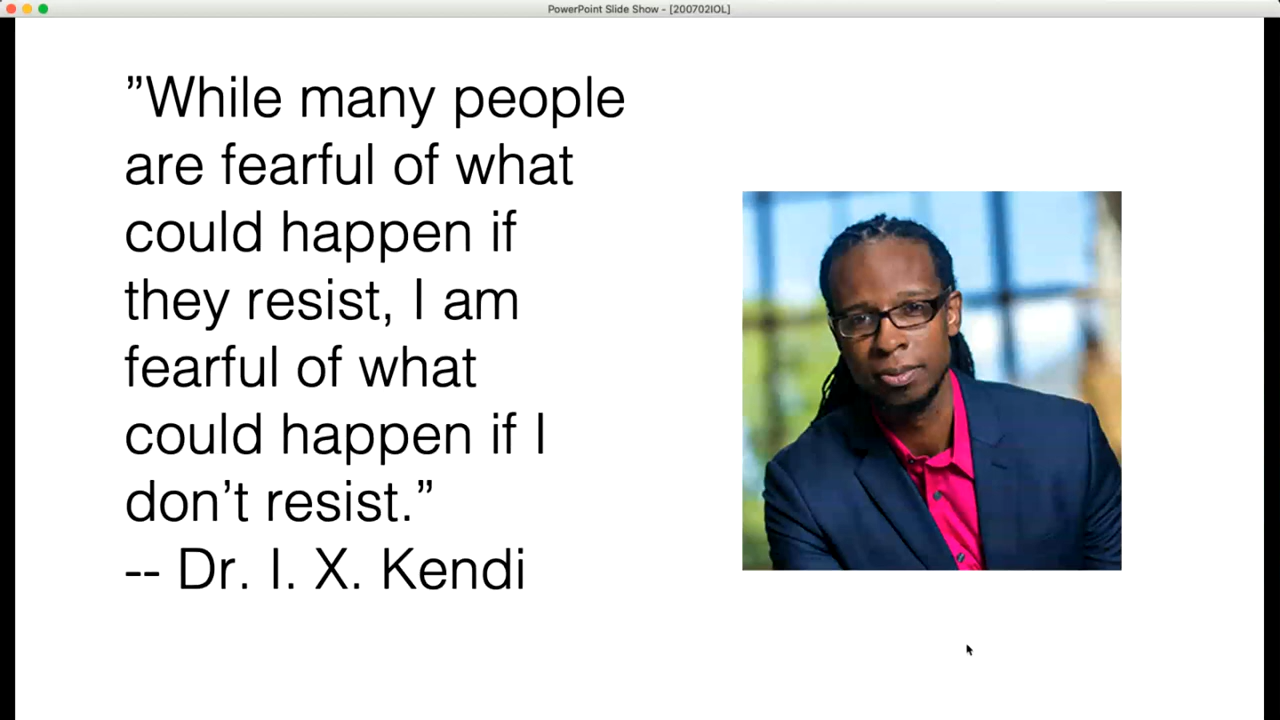 PowerPoint Slide Show - [200702IOL]
”While many people
are fearful of what
could happen if
they resist, I am
fearful of what
could happen if I
don’t resist.”
-- Dr. I. X. Kendi